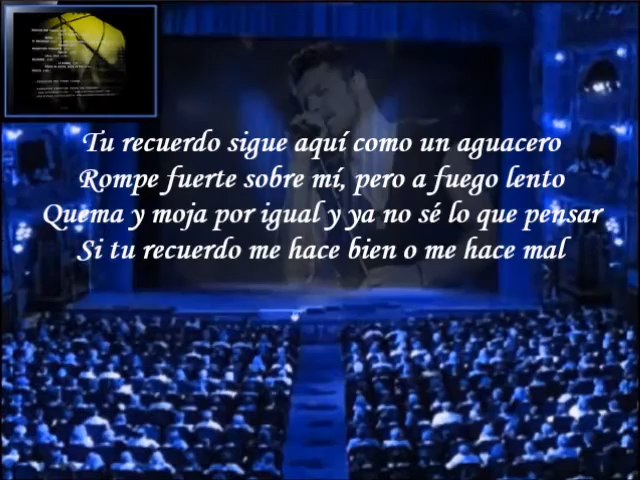 Tu recuerdo sigue aquí como un aguacero
Rompe fuerte sobre mí, pero a fuego lento
Quema y moja por igual y ya no sé lo que pensar
Si tu recuerdo me hace bien o me hace mal